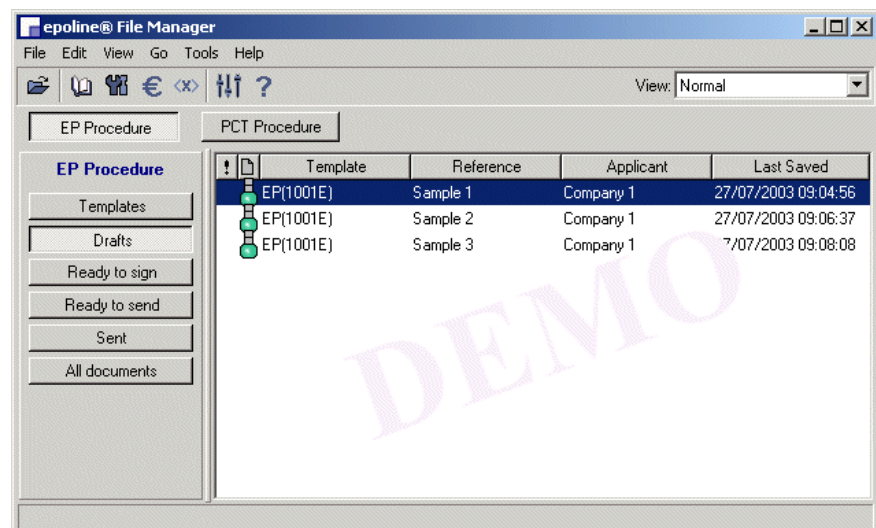 epoline® File Manager
File Edit View Go Tools Help
€ <x> ? View: Normal
EP Procedure PCT Procedure
EP Procedure
Templates
Drafts
Ready to sign
Ready to send
Sent
All documents
! Template Reference Applicant Last Saved
EP(1001E) Sample 1 Company 1 27/07/2003 09:04:56
EP(1001E) Sample 2 Company 1 27/07/2003 09:06:37
EP(1001E) Sample 3 Company 1 7/07/2003 09:08:08
DEMO